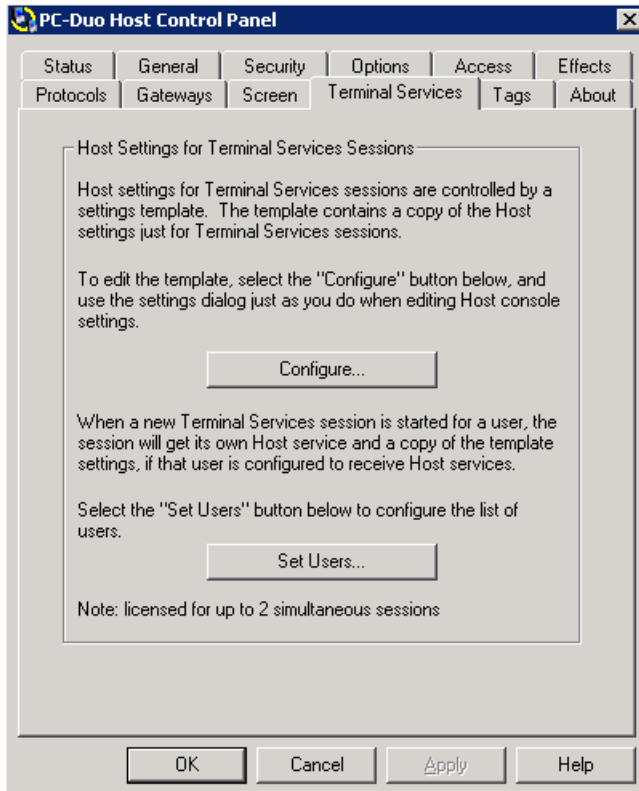 PC-Duo Host Control Panel
Status General Security Options Access Effects
Protocols Gateways Screen Terminal Services Tags About
Host Settings for Terminal Services Sessions
Host settings for Terminal Services sessions are controlled by a
settings template. The template contains a copy of the Host
settings just for Terminal Services sessions.
To edit the template, select the "Configure" button below, and
use the settings dialog just as you do when editing Host console
settings.
Configure...
When a new Terminal Services session is started for a user, the
session will get its own Host service and a copy of the template
settings, if that user is configured to receive Host services.
Select the "Set Users" button below to configure the list of
users.
Set Users...
Note: licensed for up to 2 simultaneous sessions
OK Cancel Apply Help